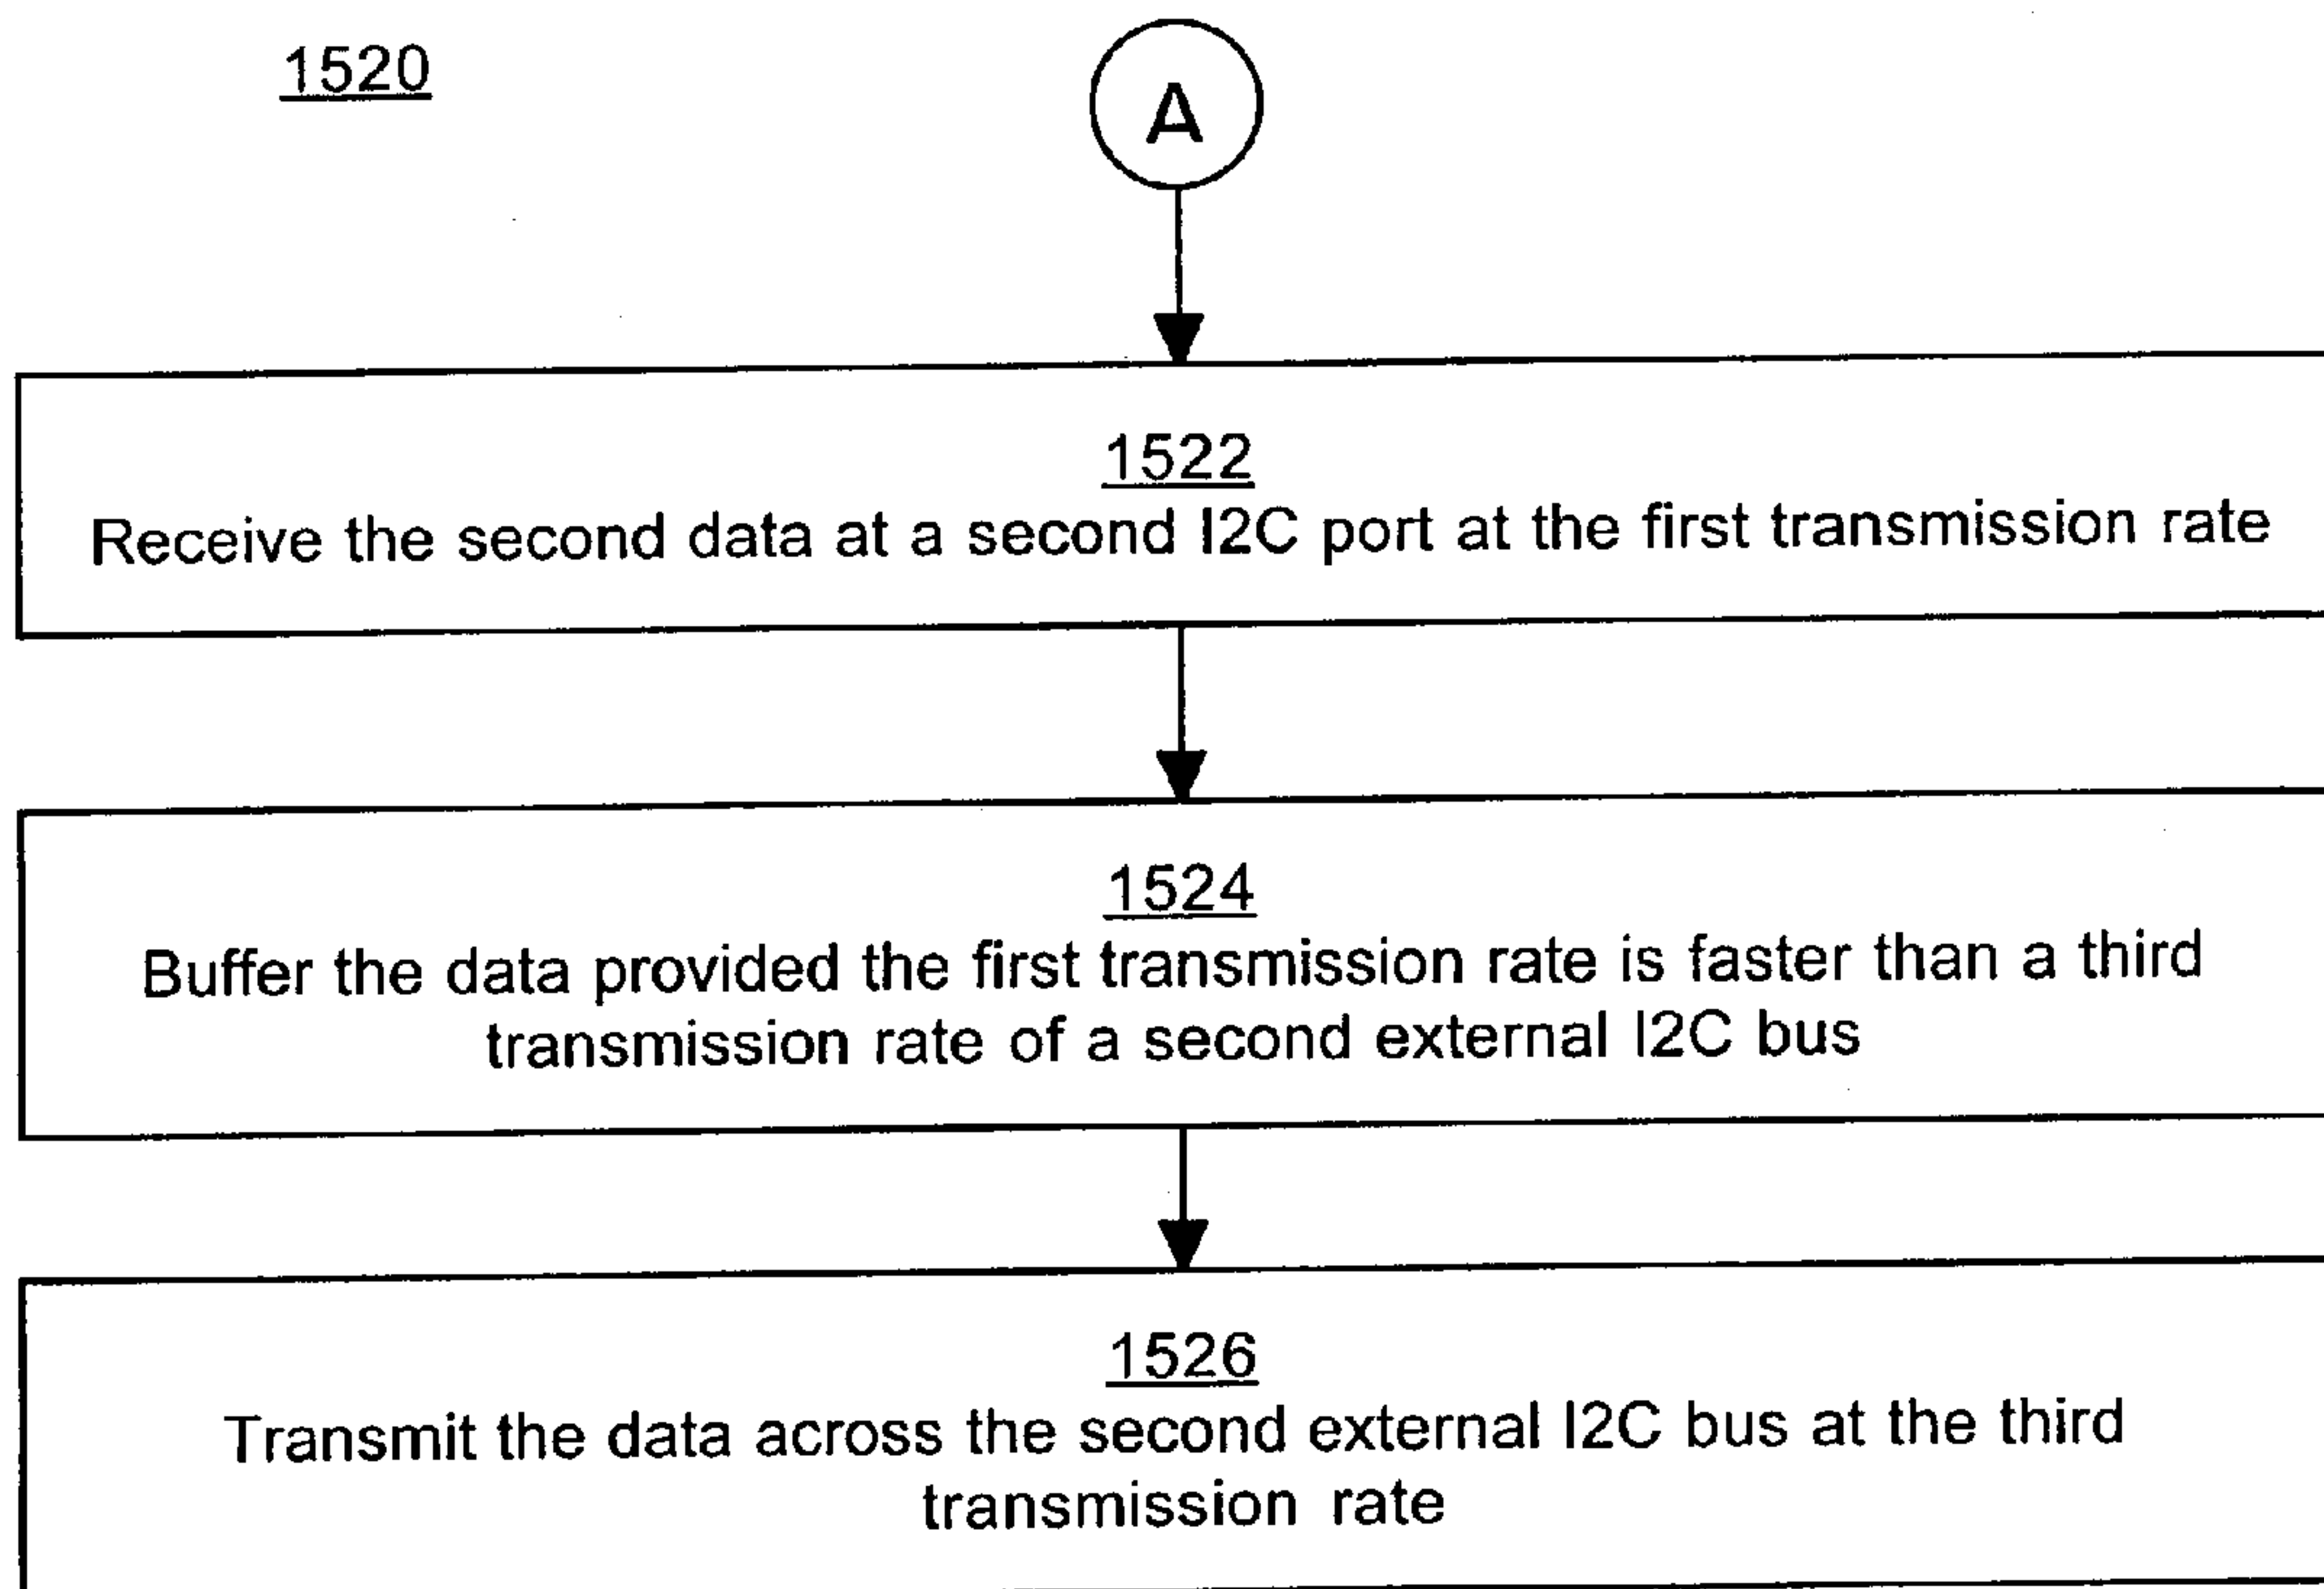 1520
A
1522
Receive the second data at a second I2C port at the first transmission rate
1524
Buffer the data provided the first transmission rate is faster than a third
transmission rate of a second external I2C bus
1526
Transmit the data across the second external I2C bus at the third
transmission rate